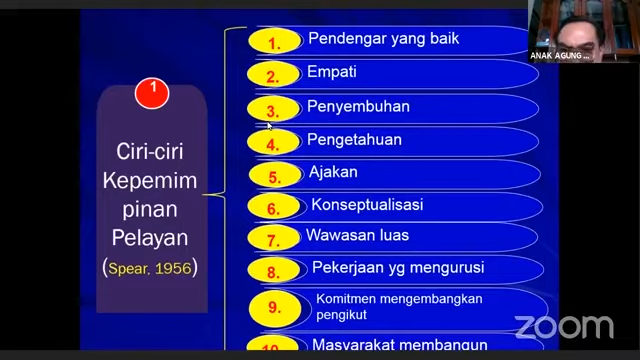 1
Ciri-ciri
Kepemim
pinan
Pelayan
(Spear, 1956)
1. Pendengar yang baik
2. Empati
3. Penyembuhan
4. Pengetahuan
5. Ajakan
6. Konseptualisasi
7. Wawasan luas
8. Pekerjaan yg mengurusi
9. Komitmen mengembangkan
pengikut
10. Masyarakat membangun
ANAK AGUNG ...
zoom